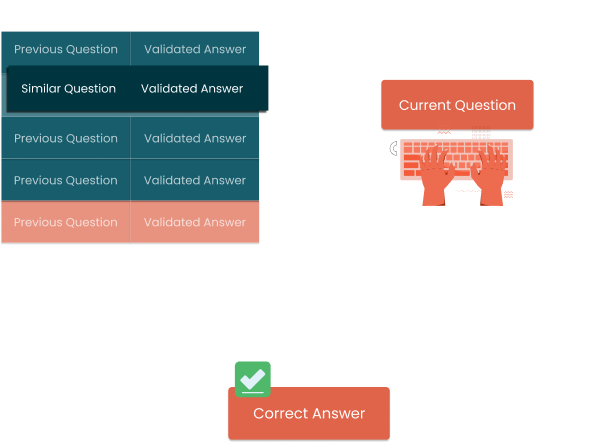 Previous Question Validated Answer
Similar Question Validated Answer
Previous Question Validated Answer
Previous Question Validated Answer
Previous Question Validated Answer
Current Question
Correct Answer